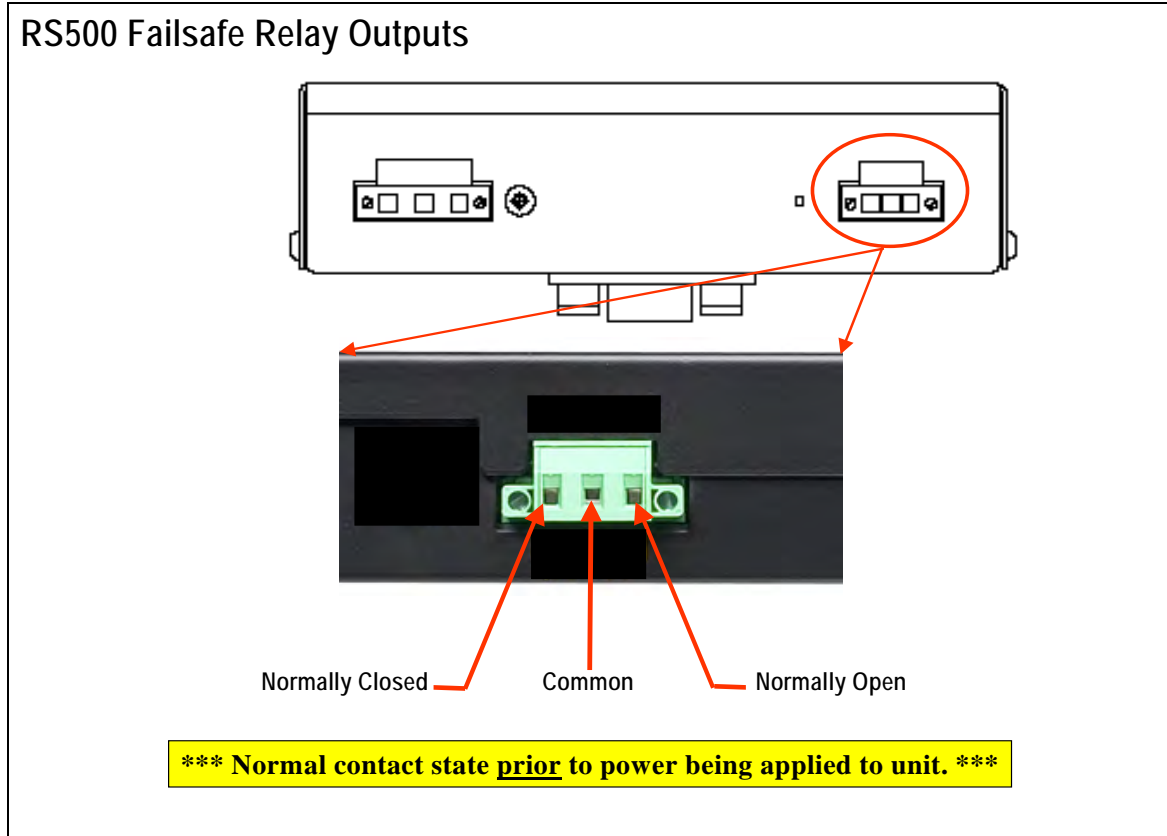 RS500 Failsafe Relay Outputs
Normally Closed
Common
Normally Open
*** Normal contact state prior to power being applied to unit. ***